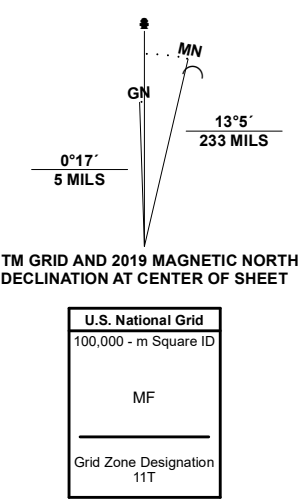 MN
GN
13°5´
233 MILS
0°17´
5 MILS
TM GRID AND 2019 MAGNETIC NORTH
DECLINATION AT CENTER OF SHEET
U.S. National Grid
100,000 - m Square ID
MF
Grid Zone Designation
11T